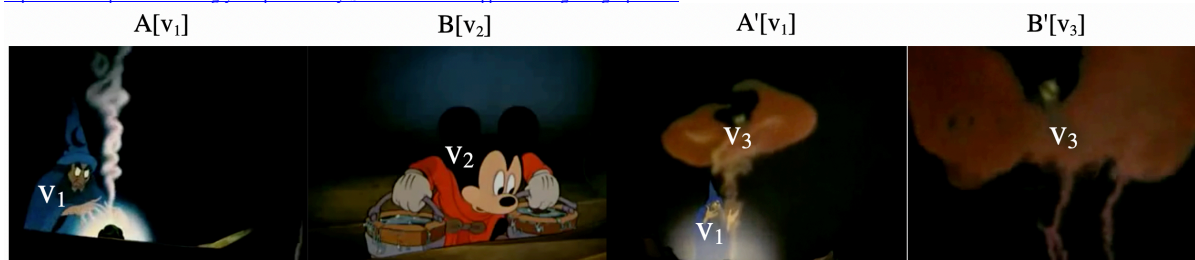 A[v₁] B[v₂] A'[v₁] B'[v₃]
v₁ v₂ v₃ v₁ v₃